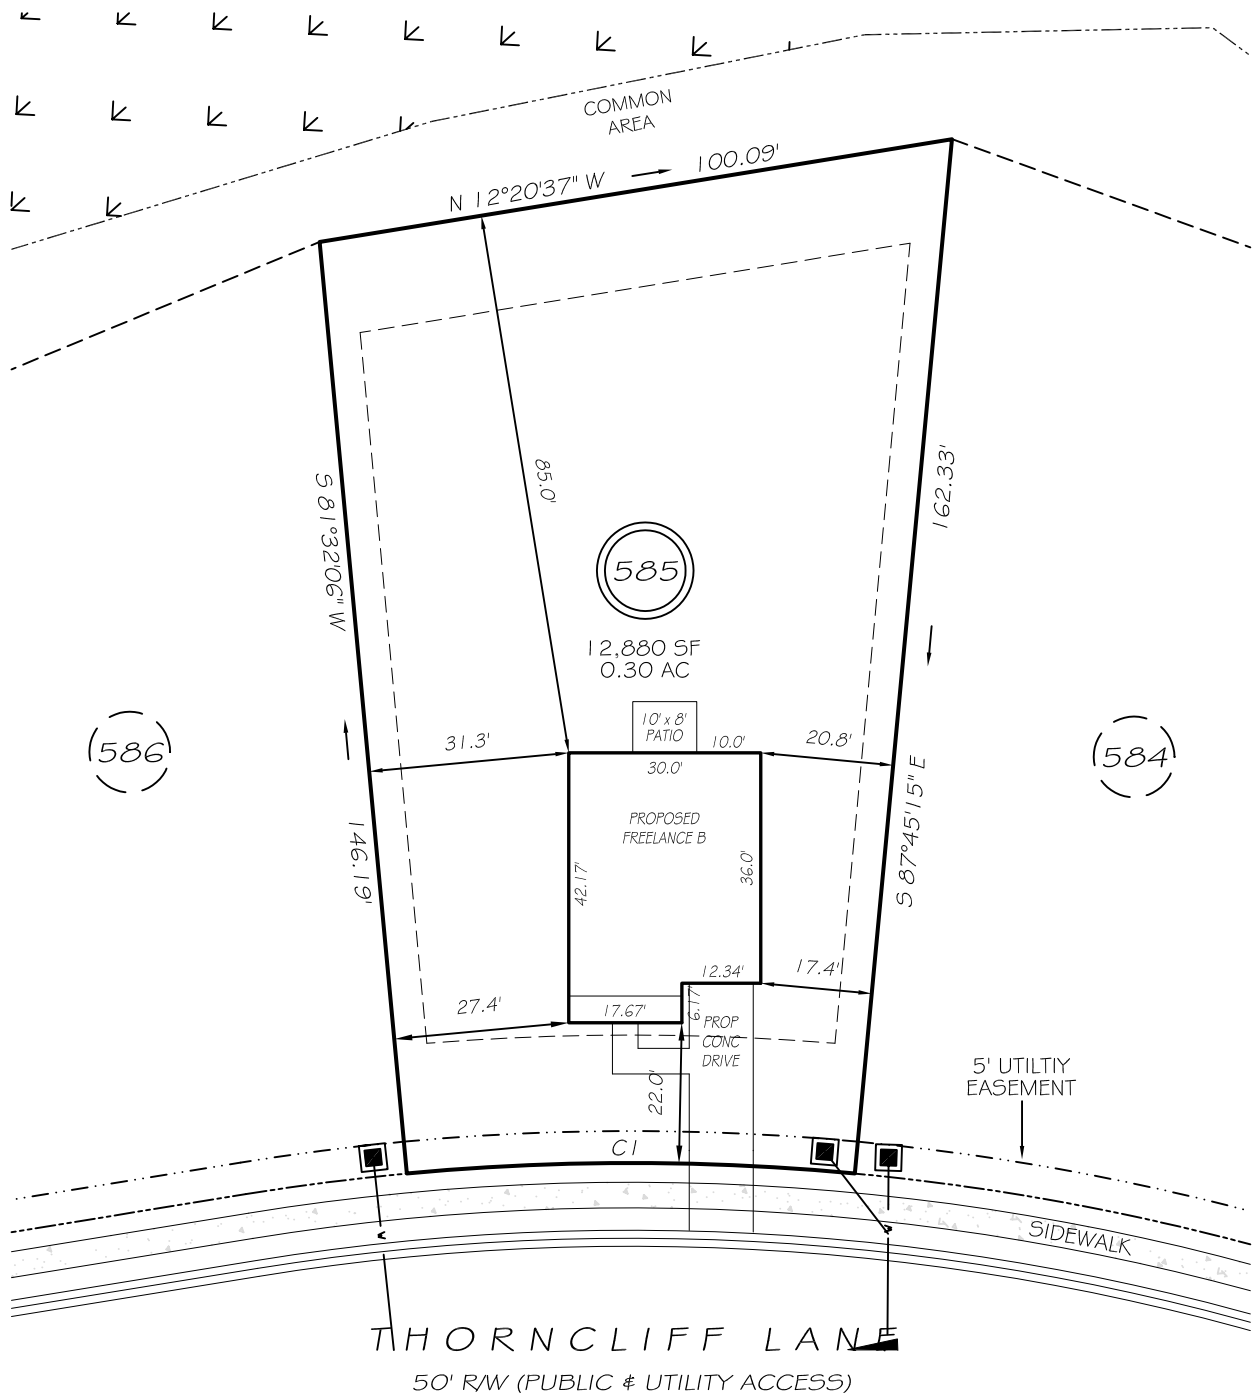 COMMON
AREA
N 12°20'37" W
100.09'
S 81°32'06" W
146.19'
85.0'
162.33'
S 87°45'15" E
585
12,880 SF
0.30 AC
586
584
10' x 8'
PATIO
31.3'
10.0'
20.8'
30.0'
PROPOSED
FREELANCE B
42.17'
36.0'
12.34'
17.4'
27.4'
17.67'
6.17'
PROP
CONC
DRIVE
22.0'
C1
5' UTILTIY
EASEMENT
SIDEWALK
THORNCLIFF LANE
50' R/W (PUBLIC & UTILITY ACCESS)